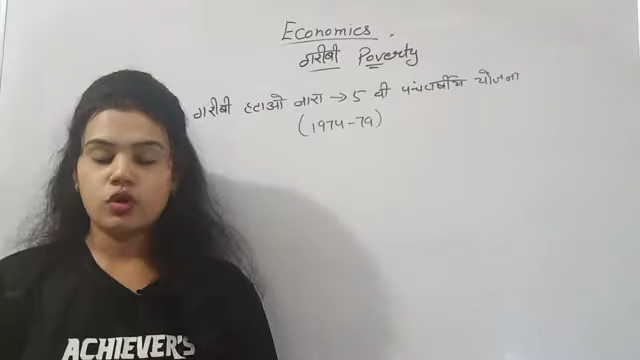 Economics.
गरीबी Poverty
गरीबी हटाओ नारा → 5 वी पंचवर्षीय योजना
(1974-79)
ACHIEVER'S